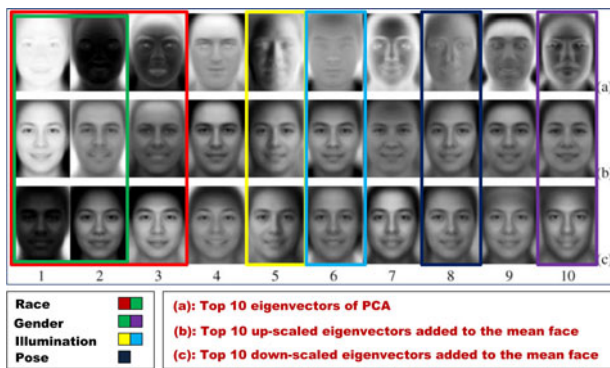 (a)
(b)
(c)
1 2 3 4 5 6 7 8 9 10
Race
Gender
Illumination
Pose
(a): Top 10 eigenvectors of PCA
(b): Top 10 up-scaled eigenvectors added to the mean face
(c): Top 10 down-scaled eigenvectors added to the mean face